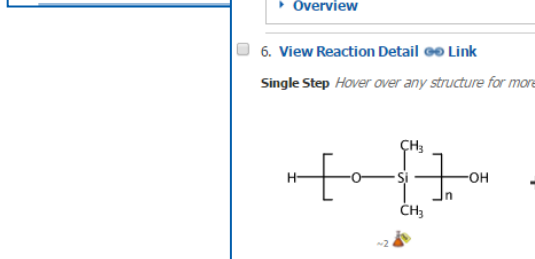 Overview
6. View Reaction Detail Link
Single Step Hover over any structure for more
CH3
H O Si OH
n
CH3
~2